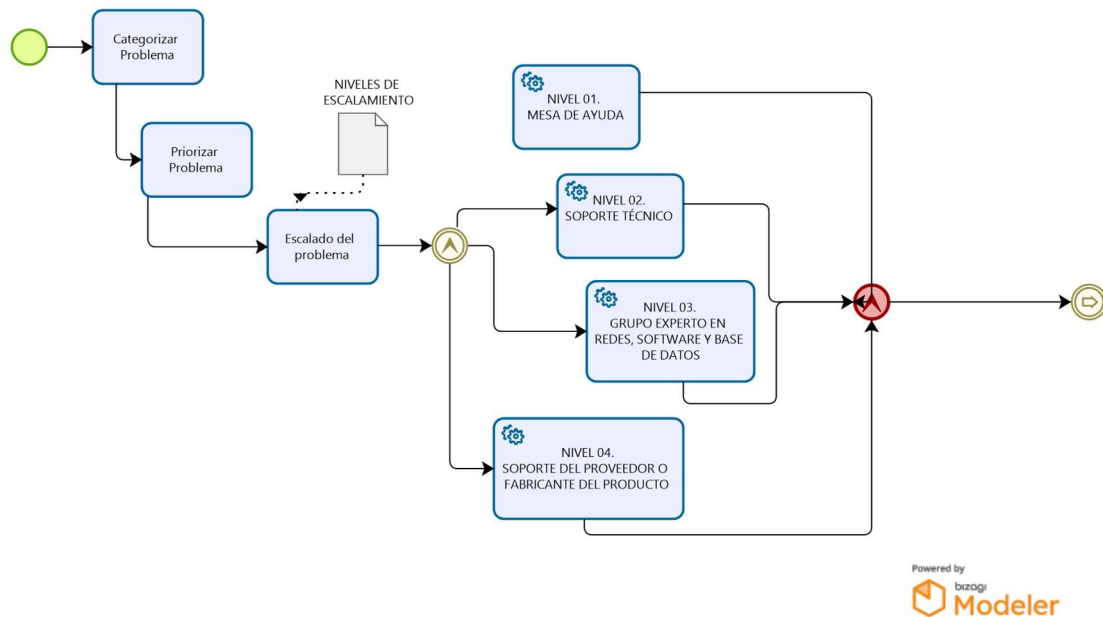 Categorizar
Problema
Priorizar
Problema
NIVELES DE
ESCALAMIENTO
Escalado del
problema
NIVEL 01.
MESA DE AYUDA
NIVEL 02.
SOPORTE TÉCNICO
NIVEL 03.
GRUPO EXPERTO EN
REDES, SOFTWARE Y BASE
DE DATOS
NIVEL 04.
SOPORTE DEL PROVEEDOR O
FABRICANTE DEL PRODUCTO
Powered by
bizagi
Modeler